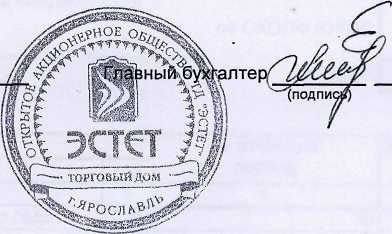 Главный бухгалтер
(подпись)
ОТКРЫТОЕ АКЦИОНЕРНОЕ ОБЩЕСТВО ТД "ЭСТЕТ"
ЭСТЕТ
ТОРГОВЫЙ ДОМ
Г.ЯРОСЛАВЛЬ